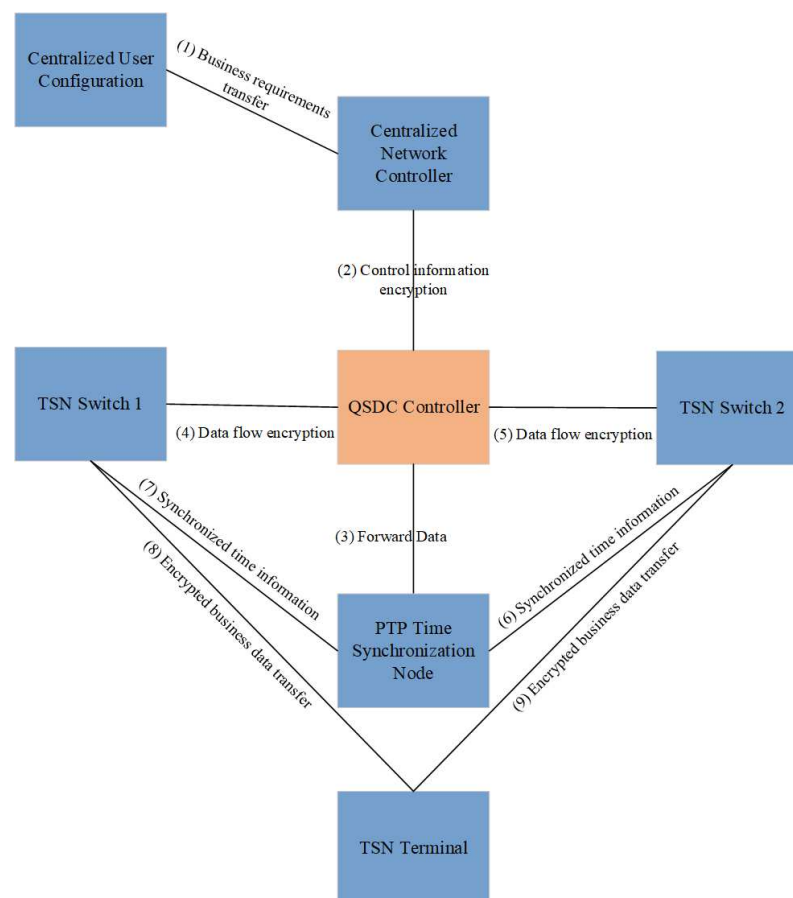 Centralized User
Configuration
(1) Business requirements
transfer
Centralized
Network
Controller
(2) Control information
encryption
TSN Switch 1
QSDC Controller
TSN Switch 2
(4) Data flow encryption
(5) Data flow encryption
(7) Synchronized time information
(8) Encrypted business data transfer
(3) Forward Data
(6) Synchronized time information
(9) Encrypted business data transfer
PTP Time
Synchronization
Node
TSN Terminal